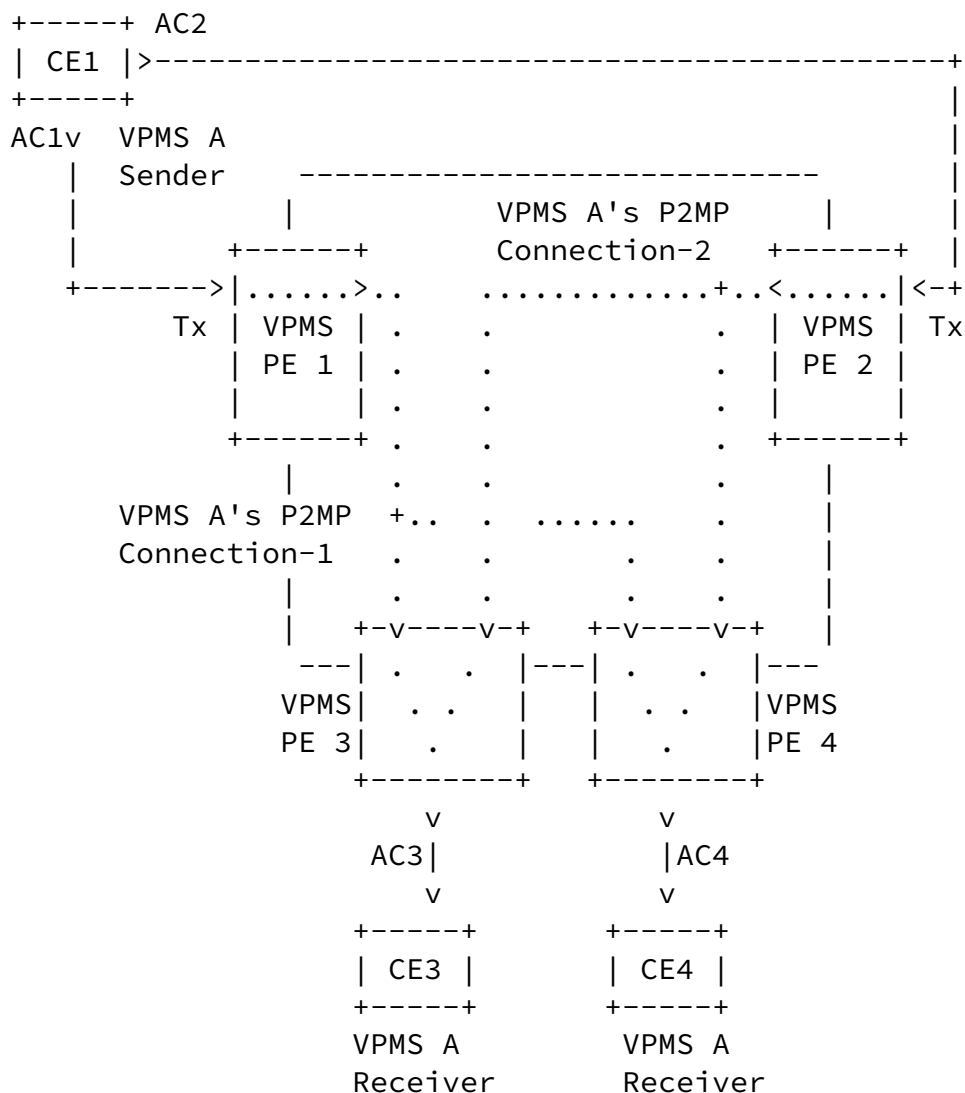 AC2
CE1
AC1v VPMS A
Sender
VPMS A's P2MP
Connection-2
Tx VPMS VPMS Tx
PE 1 PE 2
VPMS A's P2MP
Connection-1
v v v v
VPMS VPMS
PE 3 PE 4
v v
AC3 AC4
v v
CE3 CE4
VPMS A VPMS A
Receiver Receiver